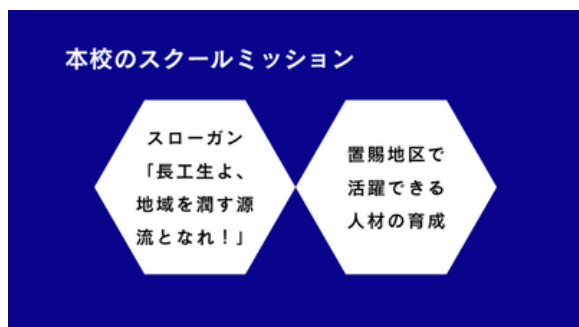 本校のスクールミッション
スローガン
「長工生よ、
地域を潤す源
流となれ！」
置賜地区で
活躍できる
人材の育成